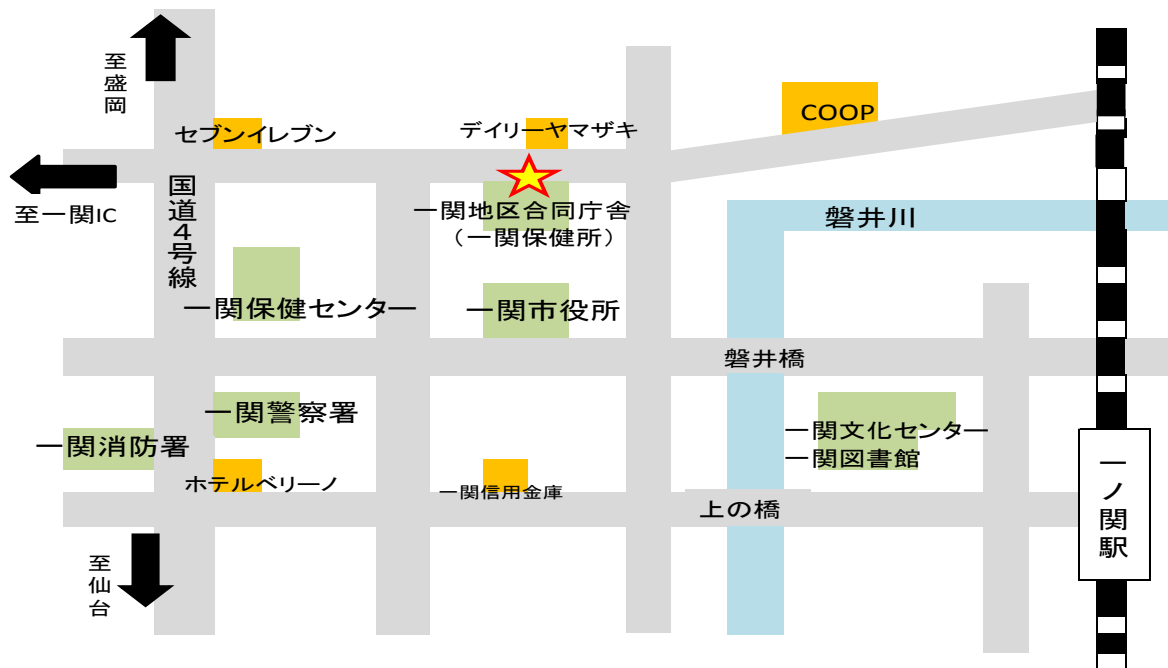 至盛岡
セブンイレブン
デイリーヤマザキ
COOP
至一関IC
国道4号線
一関地区合同庁舎
（一関保健所）
磐井川
一関保健センター
一関市役所
磐井橋
一関警察署
一関消防署
一関文化センター
一関図書館
ホテルベリーノ
一関信用金庫
上の橋
一ノ関駅
至仙台